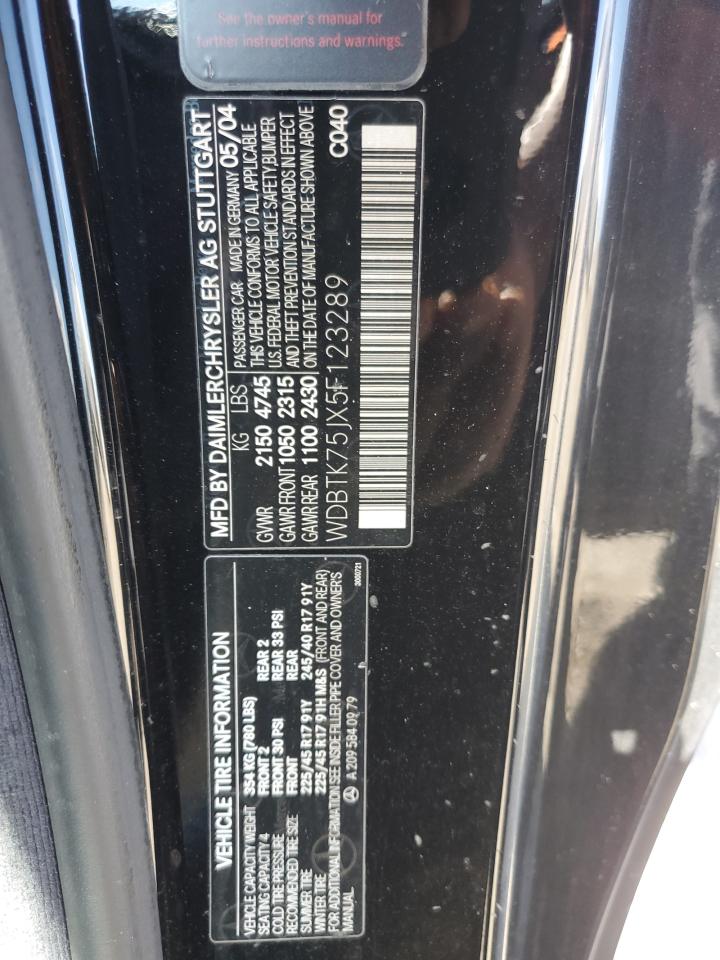 See the owner's manual for
further instructions and warnings.
MFD BY DAIMLERCHRYSLER AG STUTTGART
KG LBS
PASSENGER CAR MADE IN GERMANY 05/04
GVWR 2150 4745
THIS VEHICLE CONFORMS TO ALL APPLICABLE
U.S. FEDERAL MOTOR VEHICLE SAFETY, BUMPER
GAWR FRONT 1050 2315
AND THEFT PREVENTION STANDARDS IN EFFECT
GAWR REAR 1100 2430
ON THE DATE OF MANUFACTURE SHOWN ABOVE
WDBTK75JX5F123289 C040
VEHICLE TIRE INFORMATION
VEHICLE CAPACITY WEIGHT 354 KG (780 LBS)
SEATING CAPACITY 4 FRONT 2 REAR 2
COLD TIRE PRESSURE FRONT 30 PSI REAR 33 PSI
RECOMMENDED TIRE SIZE FRONT REAR
SUMMER TIRE 225/45 R17 91Y 245/40 R17 91Y
WINTER TIRE 225/45 R17 91H M&S (FRONT AND REAR)
FOR ADDITIONAL INFORMATION SEE INSIDE FILLER PIPE COVER AND OWNER'S
MANUAL
A 209 584 09 79
3000721